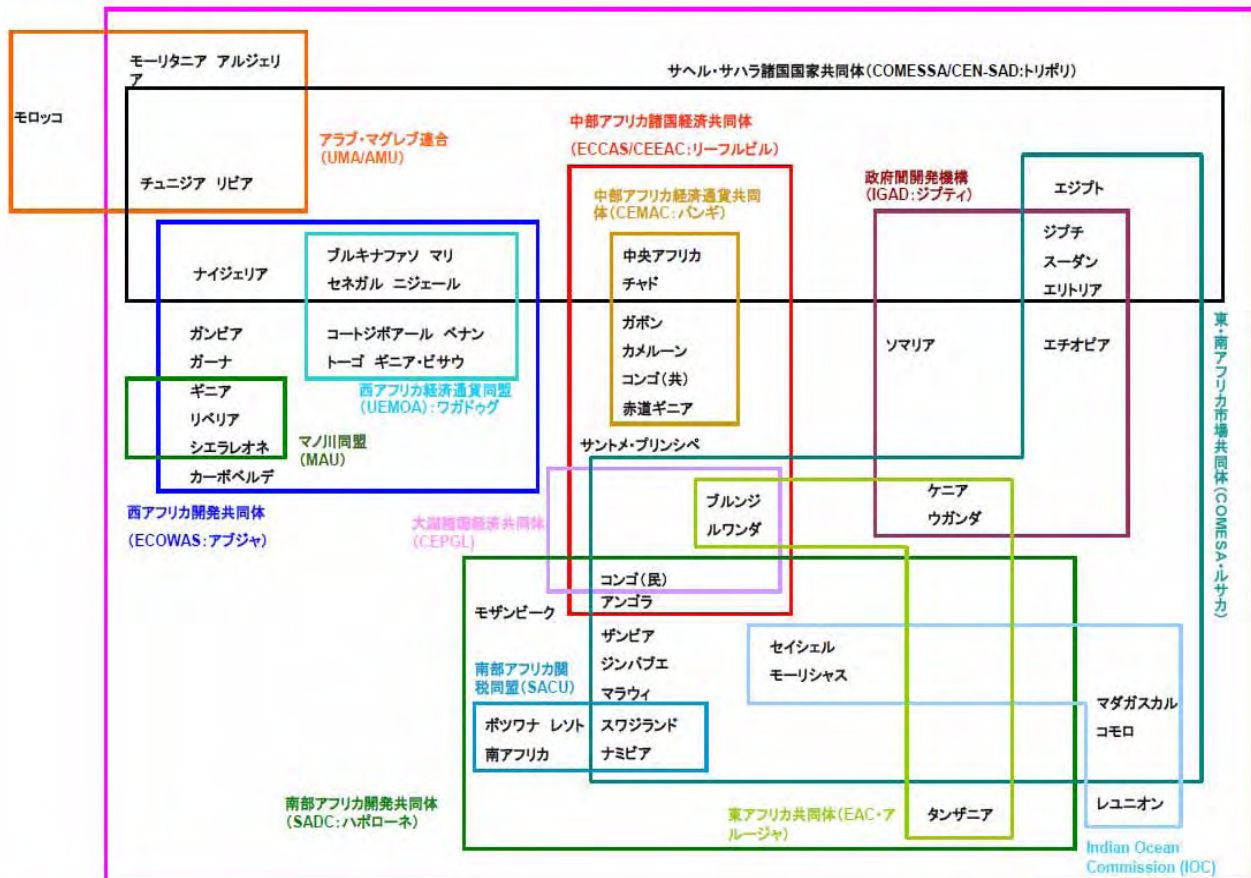 モーリタニア アルジェリ
ア
サヘル・サハラ諸国国家共同体(COMESSA/CEN-SAD:トリポリ)
モロッコ
アラブ・マグレブ連合
(UMA/AMU)
中部アフリカ諸国経済共同体
(ECCAS/CEEAC:リーフルビル)
チュニジア リビア
政府間開発機構
(IGAD:ジプティ)
エジプト
中部アフリカ経済通貨共同
体(CEMAC:バンギ)
ナイジェリア
ブルキナファソ マリ
セネガル ニジェール
中央アフリカ
チャド
ジブチ
スーダン
エリトリア
ガンビア
ガーナ
ギニア
リベリア
シエラレオネ
カーボベルデ
コートジボアール ベナン
トーゴ ギニア・ビサウ
西アフリカ経済通貨同盟
(UEMOA):ワガドゥグ
マノ川同盟
(MAU)
ガボン
カメルーン
コンゴ(共)
赤道ギニア
サントメ・プリンシペ
ソマリア
エチオピア
東・南アフリカ市場共同体(COMESA・ルサカ)
西アフリカ開発共同体
(ECOWAS:アブジャ)
大湖諸国経済共同体
(CEPGL)
ブルンジ
ルワンダ
ケニア
ウガンダ
コンゴ(民)
アンゴラ
モザンビーク
ザンビア
ジンバブエ
マラウィ
セイシェル
モーリシャス
南部アフリカ関
税同盟(SACU)
マダガスカル
コモロ
ボツワナ レソト
南アフリカ
スワジランド
ナミビア
南部アフリカ開発共同体
(SADC:ハボローネ)
東アフリカ共同体(EAC・ア
ルージャ)
タンザニア
レユニオン
Indian Ocean
Commission (IOC)